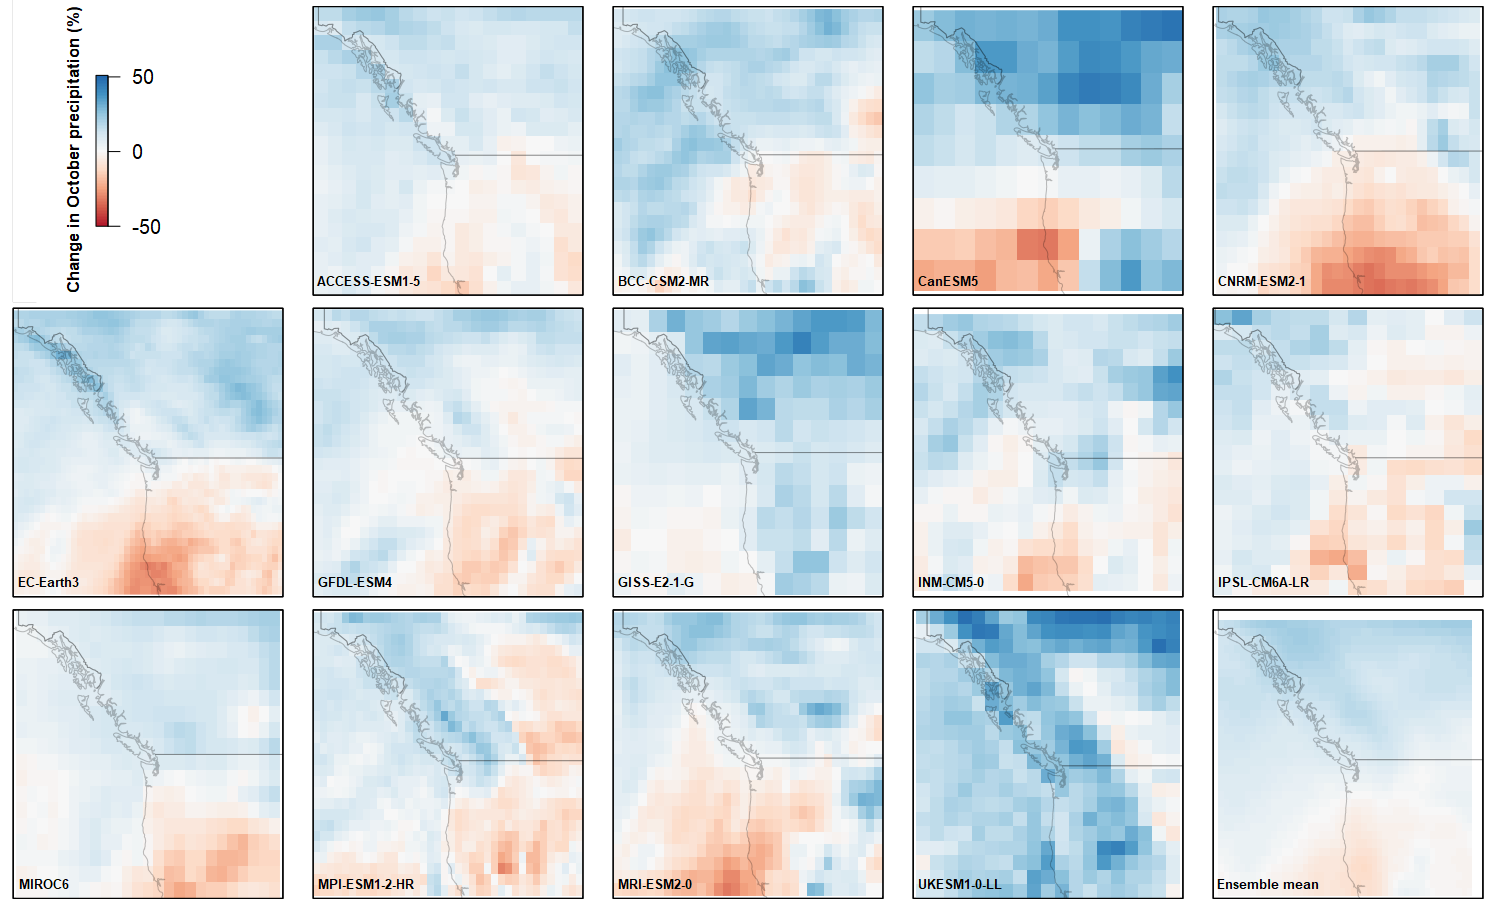 Change in October precipitation (%)
50
0
-50
ACCESS-ESM1-5
BCC-CSM2-MR
CanESM5
CNRM-ESM2-1
EC-Earth3
GFDL-ESM4
GISS-E2-1-G
INM-CM5-0
IPSL-CM6A-LR
MIROC6
MPI-ESM1-2-HR
MRI-ESM2-0
UKESM1-0-LL
Ensemble mean